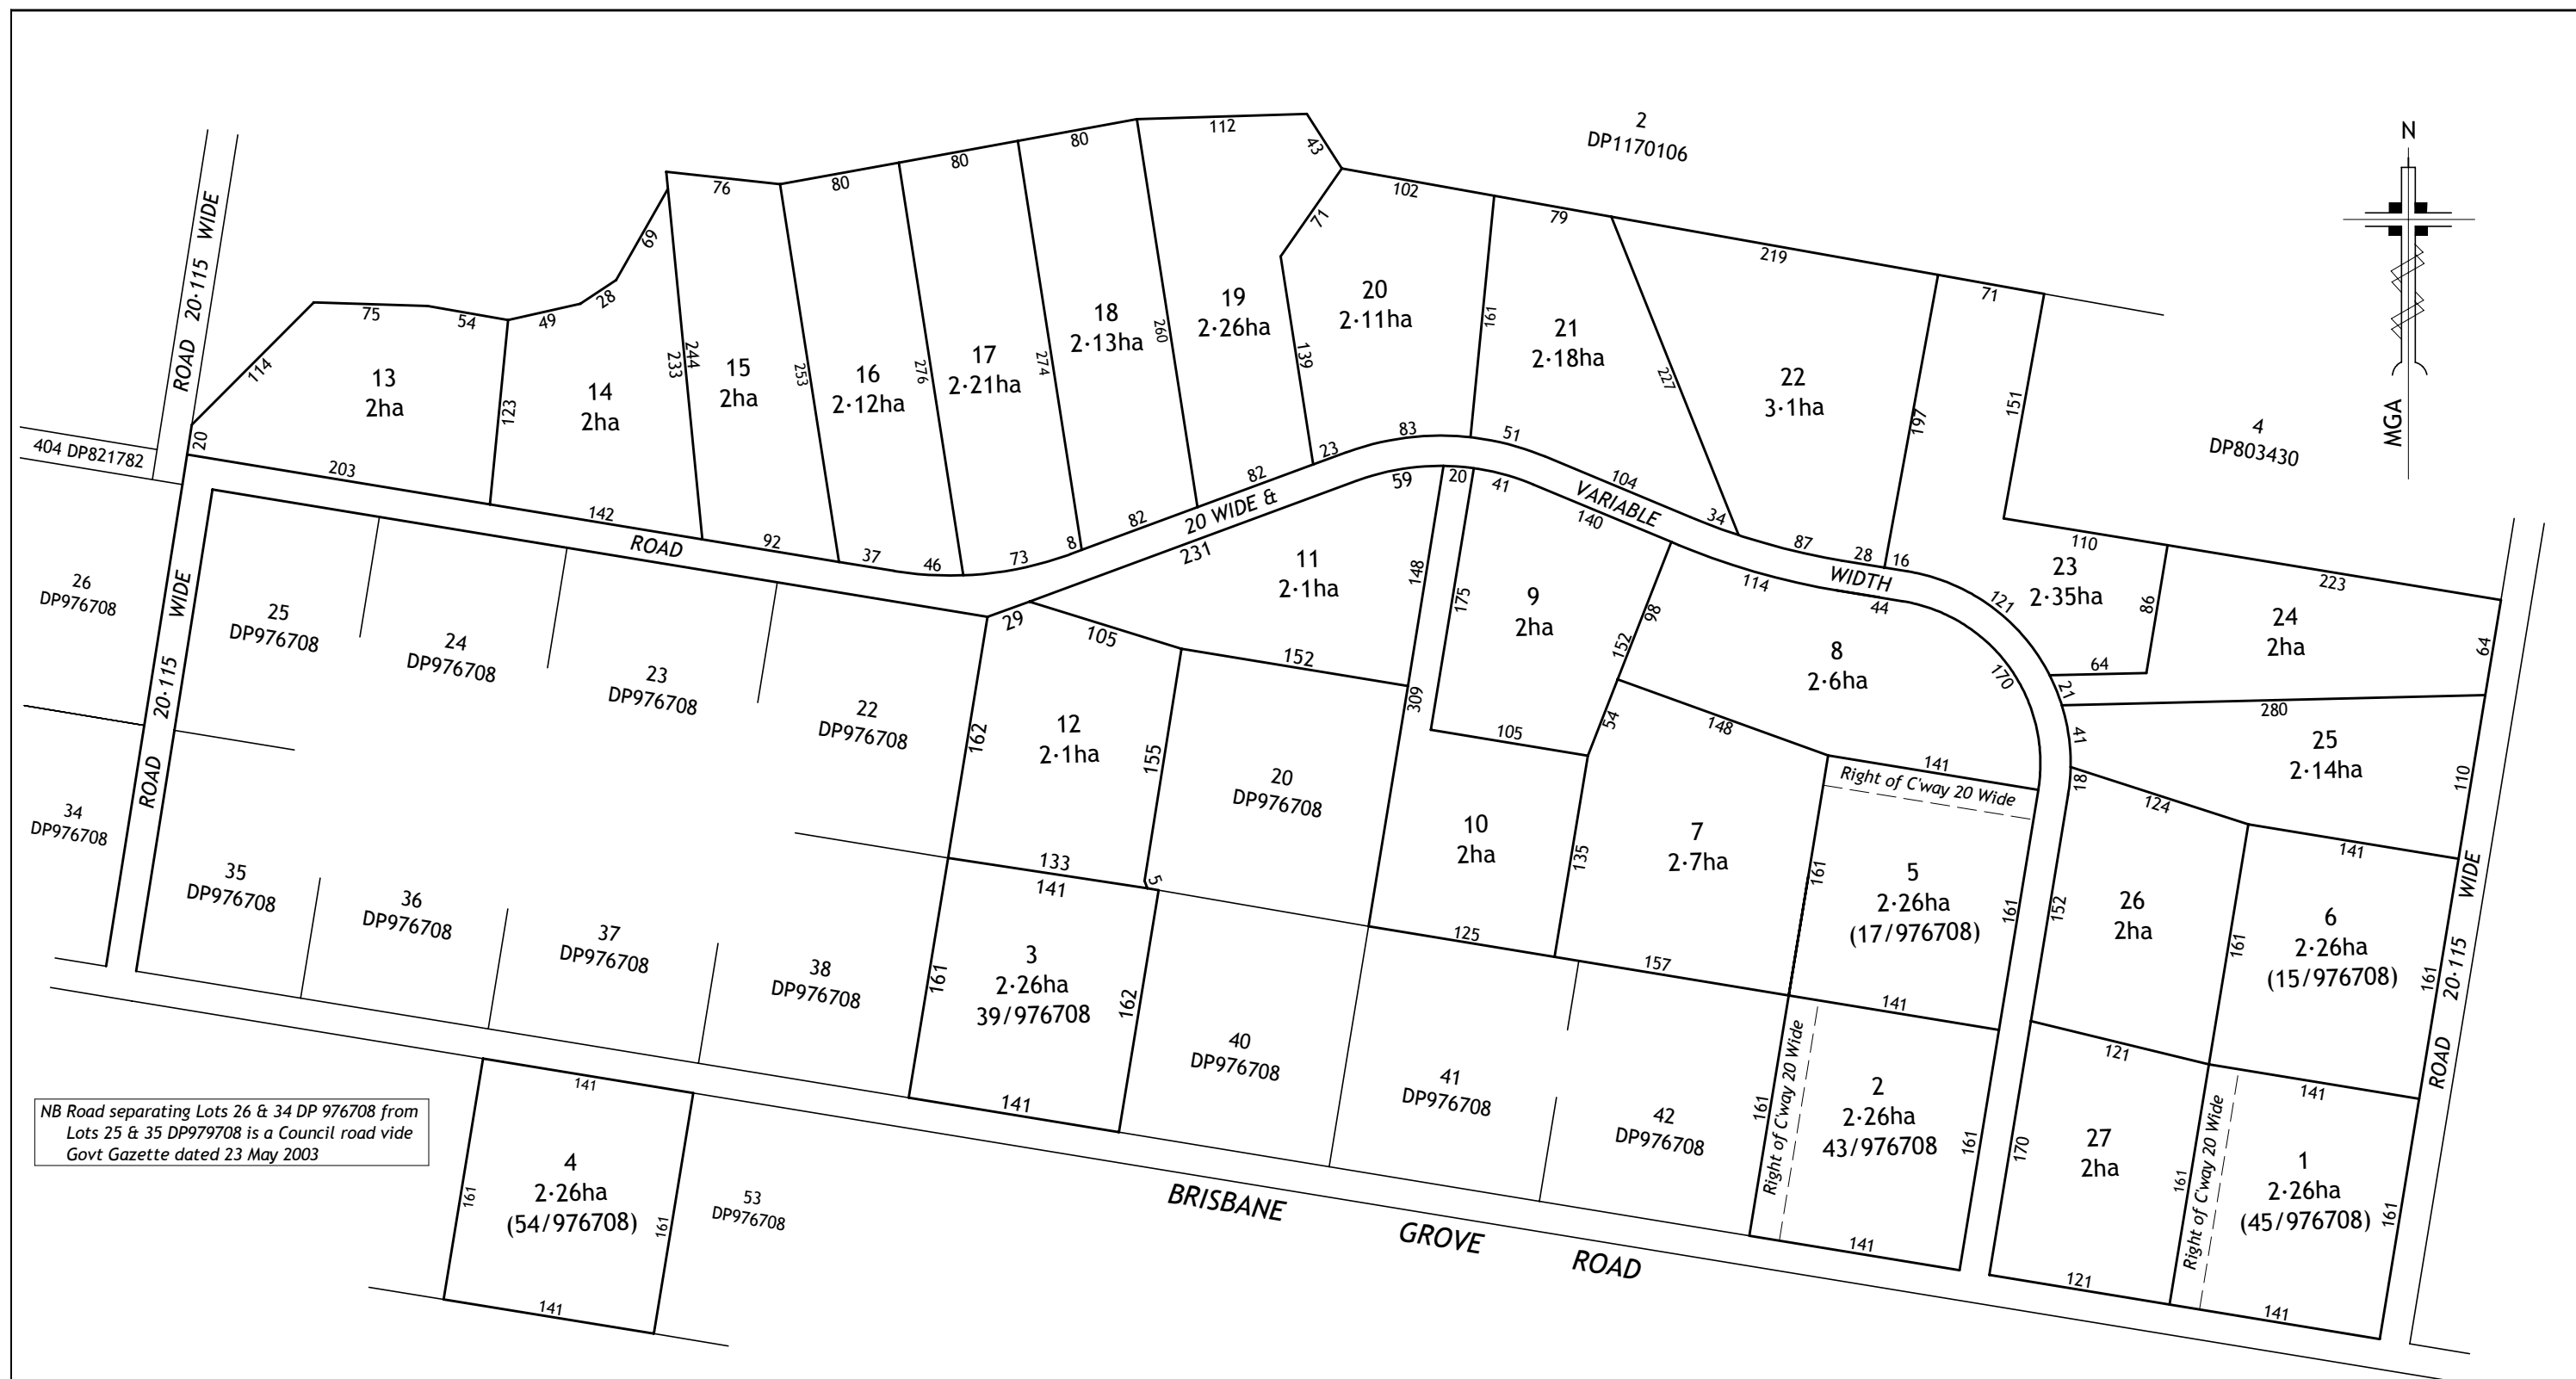 2
DP1170106
N
MGA
112
43
80
80
80
76
102
79
219
71
71
69
28
49
54
75
114
20
ROAD 20·115 WIDE
404 DP821782
13
2ha
123
14
2ha
233
244
15
2ha
253
16
2·12ha
276
17
2·21ha
274
18
2·13ha
260
19
2·26ha
139
20
2·11ha
161
21
2·18ha
227
22
3·1ha
197
151
4
DP803430
203
142
92
37
46
73
8
82
82
23
83
51
104
34
87
28
16
121
21
41
18
ROAD
20 WIDE &
VARIABLE
WIDTH
110
23
2·35ha
86
64
223
24
2ha
64
280
25
2·14ha
110
124
141
231
59
20
41
140
114
44
170
29
105
11
2·1ha
148
152
175
9
2ha
98
152
54
105
309
8
2·6ha
148
141
Right of C'way 20 Wide
26
DP976708
25
DP976708
24
DP976708
23
DP976708
22
DP976708
ROAD 20·115 WIDE
162
12
2·1ha
155
133
5
20
DP976708
10
2ha
125
135
7
2·7ha
157
161
5
2·26ha
(17/976708)
161
141
152
26
2ha
161
6
2·26ha
(15/976708)
161
ROAD 20·115 WIDE
34
DP976708
35
DP976708
36
DP976708
37
DP976708
38
DP976708
161
141
3
2·26ha
39/976708
162
141
40
DP976708
41
DP976708
42
DP976708
161
Right of C'way 20 Wide
2
2·26ha
43/976708
161
141
121
170
27
2ha
121
161
Right of C'way 20 Wide
141
1
2·26ha
(45/976708)
161
141
NB Road separating Lots 26 & 34 DP 976708 from
Lots 25 & 35 DP979708 is a Council road vide
Govt Gazette dated 23 May 2003
141
161
4
2·26ha
(54/976708)
161
141
53
DP976708
BRISBANE GROVE ROAD